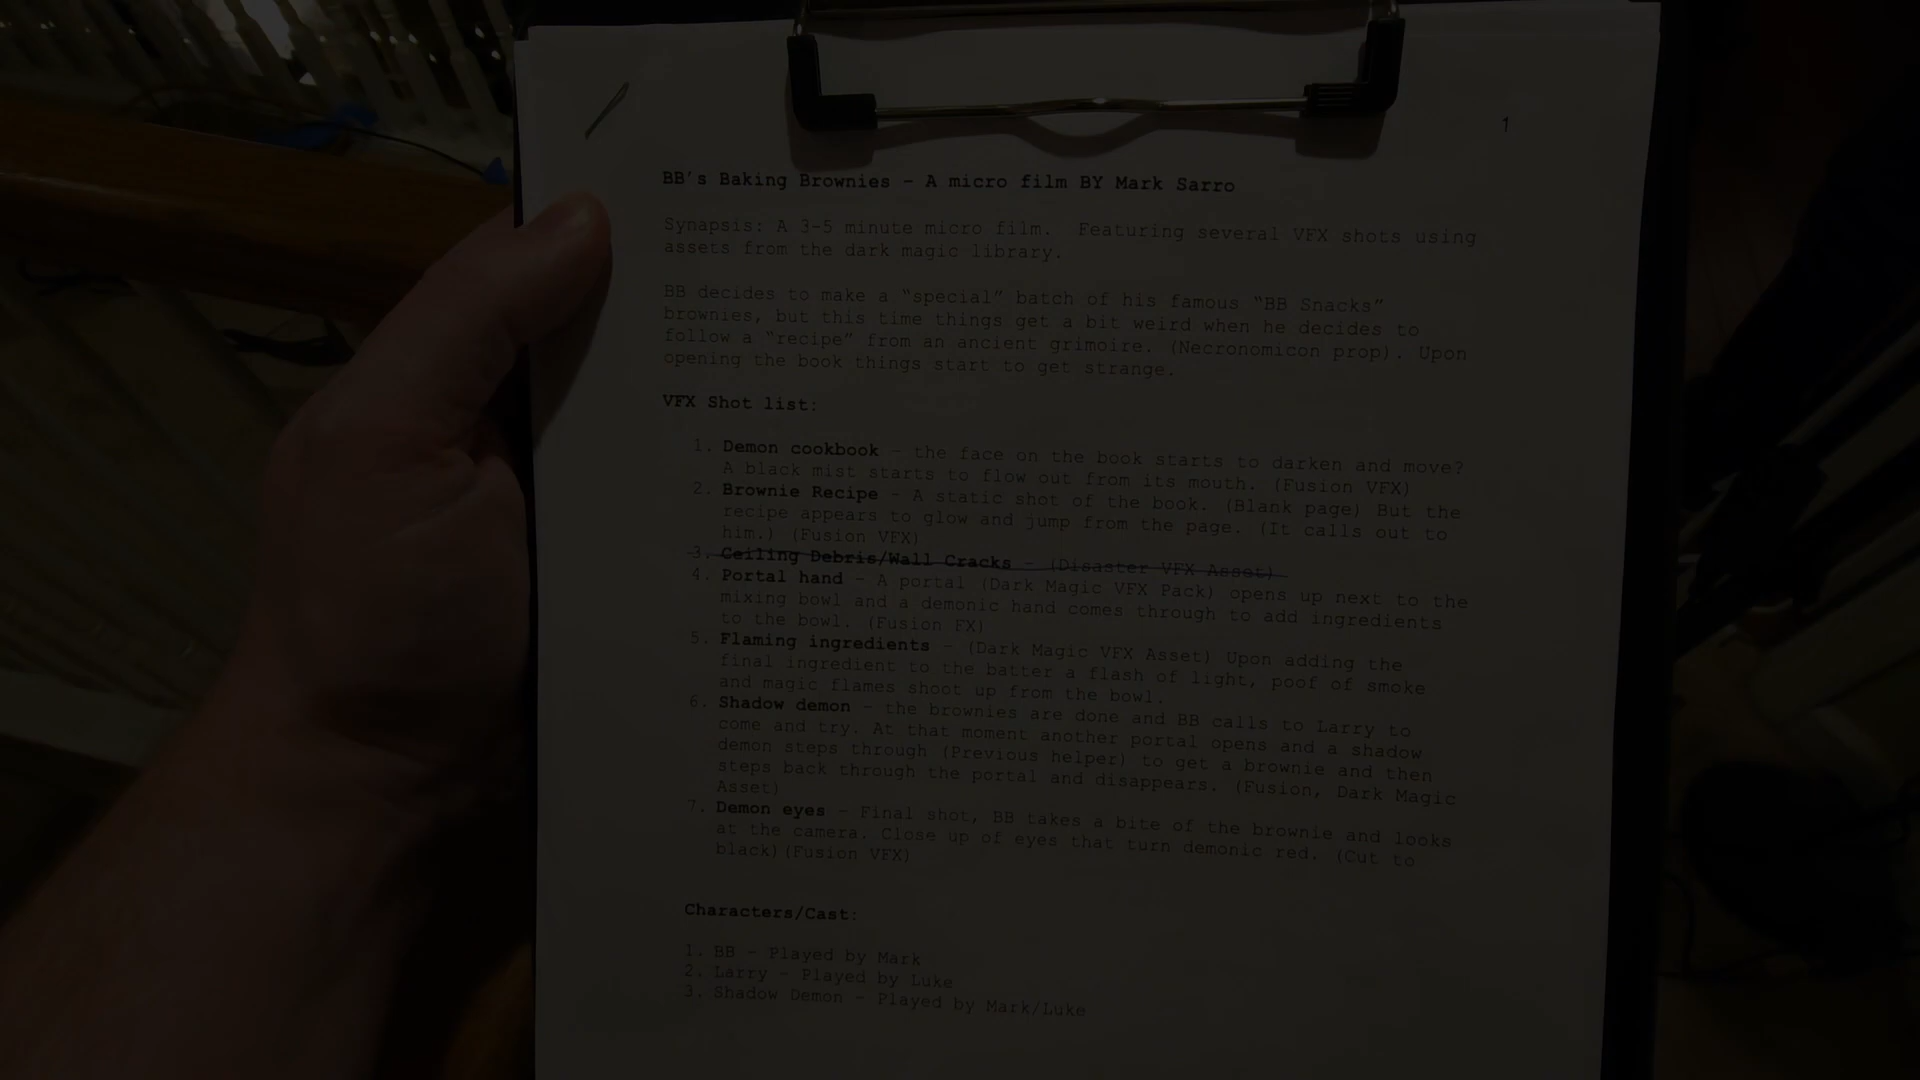 1
BB's Baking Brownies - A micro film BY Mark Sarro
Synapsis: A 3-5 minute micro film. Featuring several VFX shots using
assets from the dark magic library.
BB decides to make a “special” batch of his famous “BB Snacks”
brownies, but this time things get a bit weird when he decides to
follow a “recipe” from an ancient grimoire. (Necronomicon prop). Upon
opening the book things start to get strange.
VFX Shot list:
1. Demon cookbook - the face on the book starts to darken and move?
A black mist starts to flow out from its mouth. (Fusion VFX)
2. Brownie Recipe - A static shot of the book. (Blank page) But the
recipe appears to glow and jump from the page. (It calls out to
him.) (Fusion VFX)
3. Ceiling Debris/Wall Cracks - (Disaster VFX Asset)
4. Portal hand - A portal (Dark Magic VFX Pack) opens up next to the
mixing bowl and a demonic hand comes through to add ingredients
to the bowl. (Fusion FX)
5. Flaming ingredients - (Dark Magic VFX Asset) Upon adding the
final ingredient to the batter a flash of light, poof of smoke
and magic flames shoot up from the bowl.
6. Shadow demon - the brownies are done and BB calls to Larry to
come and try. At that moment another portal opens and a shadow
demon steps through (Previous helper) to get a brownie and then
steps back through the portal and disappears. (Fusion, Dark Magic
Asset)
7. Demon eyes - Final shot, BB takes a bite of the brownie and looks
at the camera. Close up of eyes that turn demonic red. (Cut to
black)(Fusion VFX)
Characters/Cast:
1. BB - Played by Mark
2. Larry - Played by Luke
3. Shadow Demon - Played by Mark/Luke